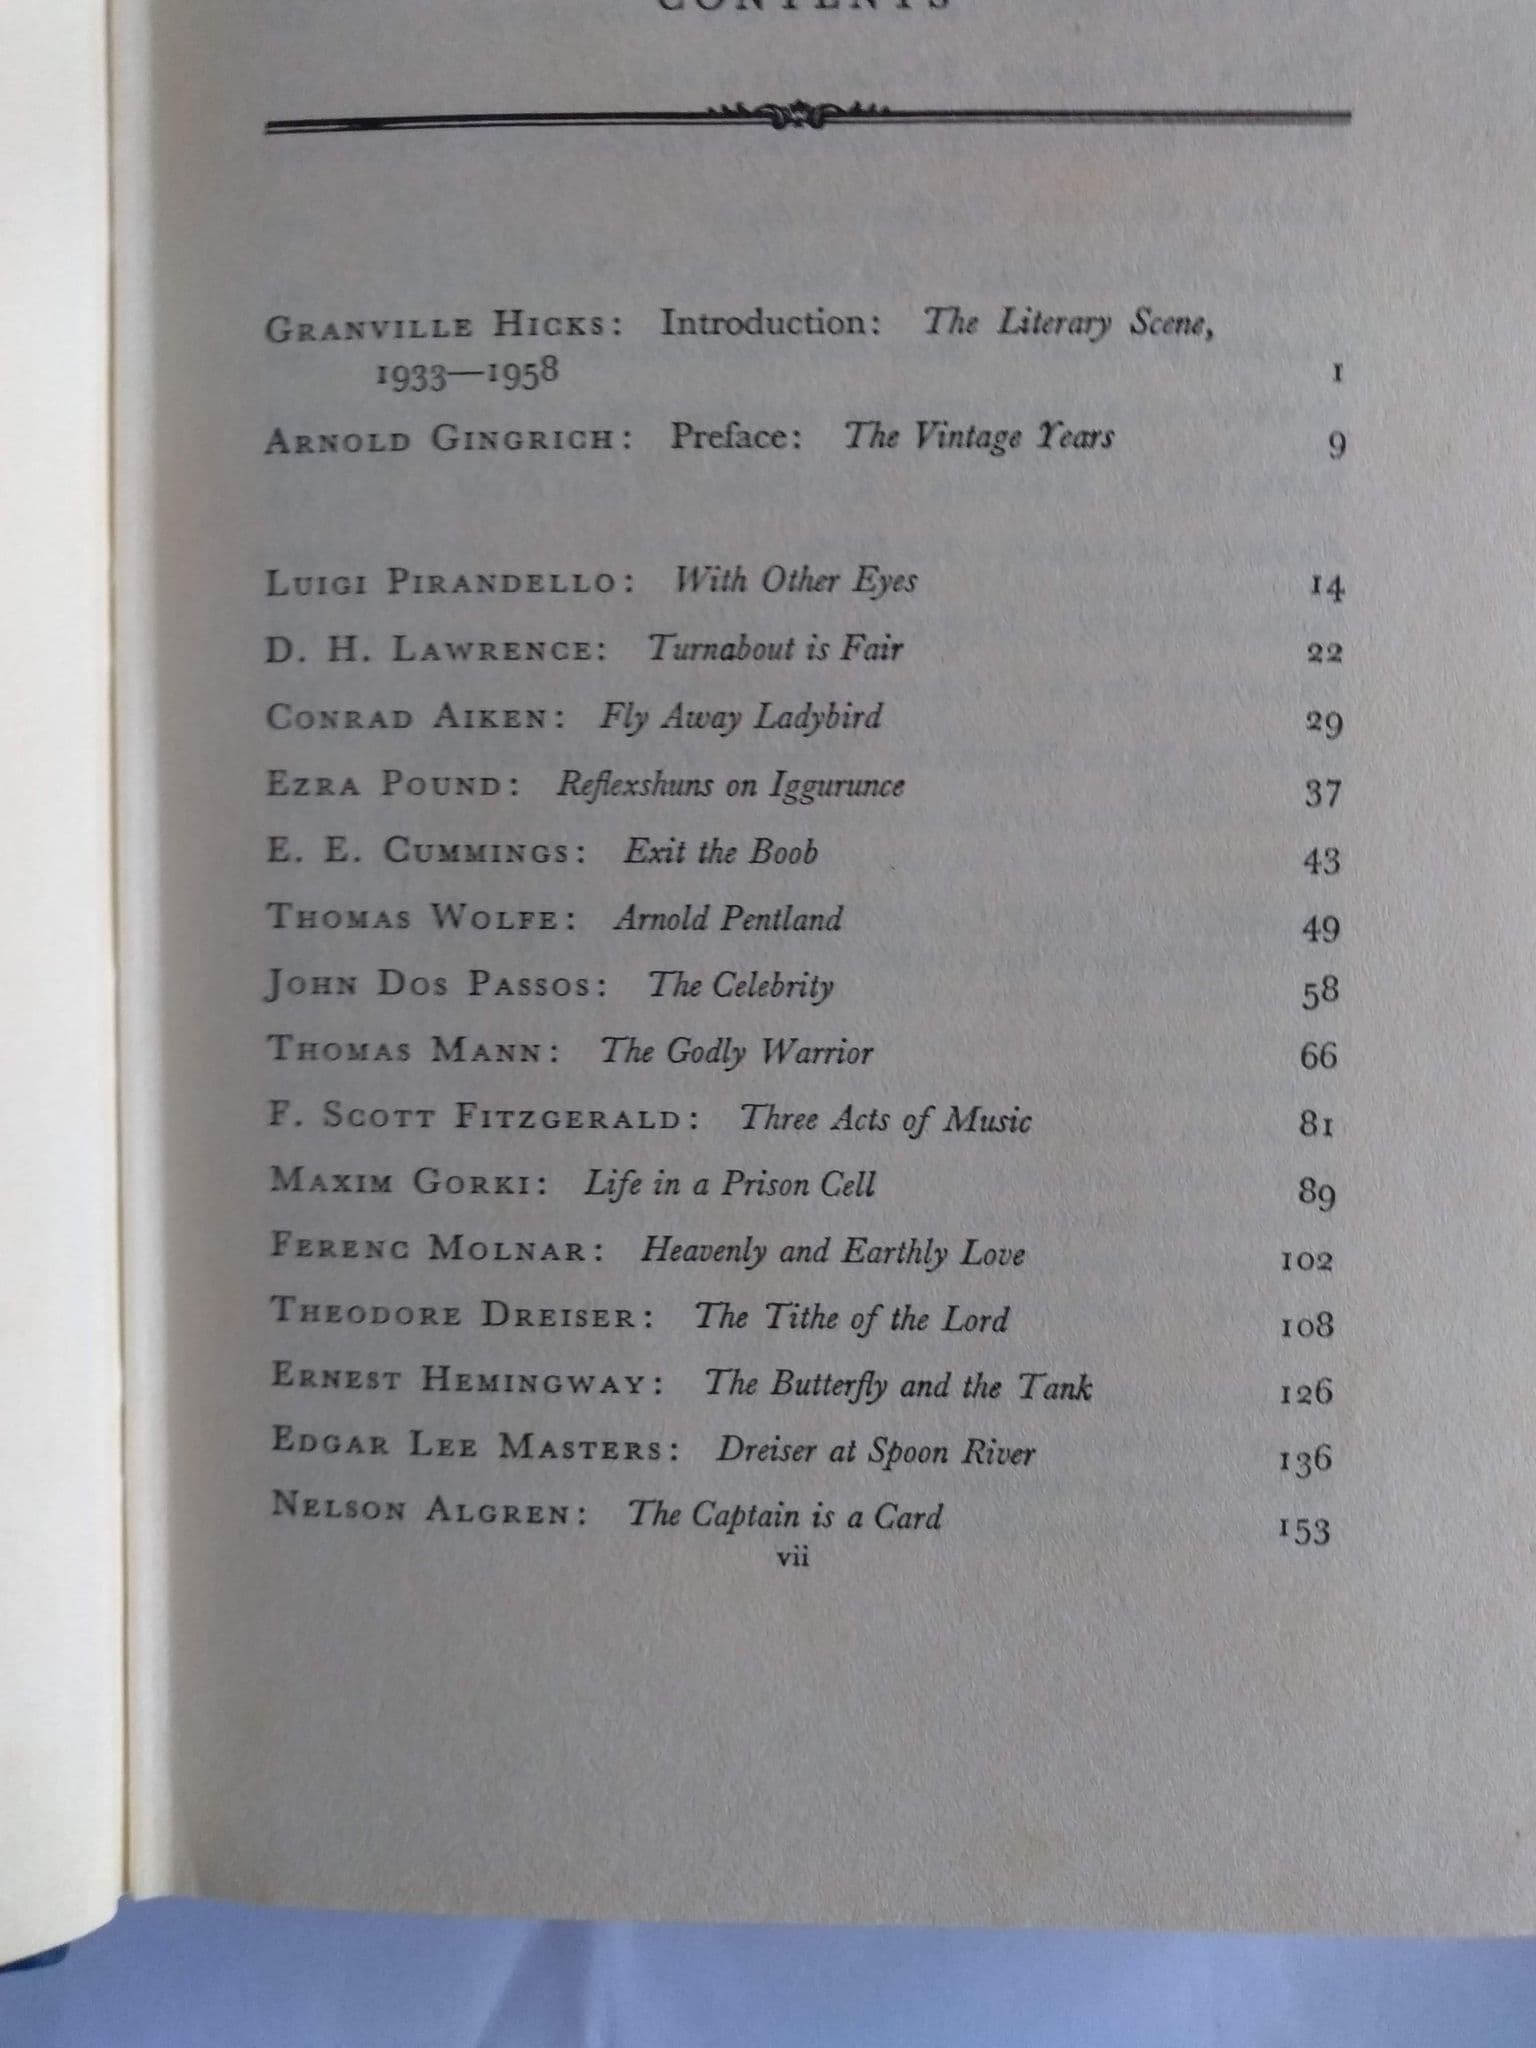 CONTENTS
GRANVILLE HICKS: Introduction: The Literary Scene,
1933—1958 1
ARNOLD GINGRICH: Preface: The Vintage Years 9
LUIGI PIRANDELLO: With Other Eyes 14
D. H. LAWRENCE: Turnabout is Fair 22
CONRAD AIKEN: Fly Away Ladybird 29
EZRA POUND: Reflexshuns on Iggurunce 37
E. E. CUMMINGS: Exit the Boob 43
THOMAS WOLFE: Arnold Pentland 49
JOHN DOS PASSOS: The Celebrity 58
THOMAS MANN: The Godly Warrior 66
F. SCOTT FITZGERALD: Three Acts of Music 81
MAXIM GORKI: Life in a Prison Cell 89
FERENC MOLNAR: Heavenly and Earthly Love 102
THEODORE DREISER: The Tithe of the Lord 108
ERNEST HEMINGWAY: The Butterfly and the Tank 126
EDGAR LEE MASTERS: Dreiser at Spoon River 136
NELSON ALGREN: The Captain is a Card 153
vii